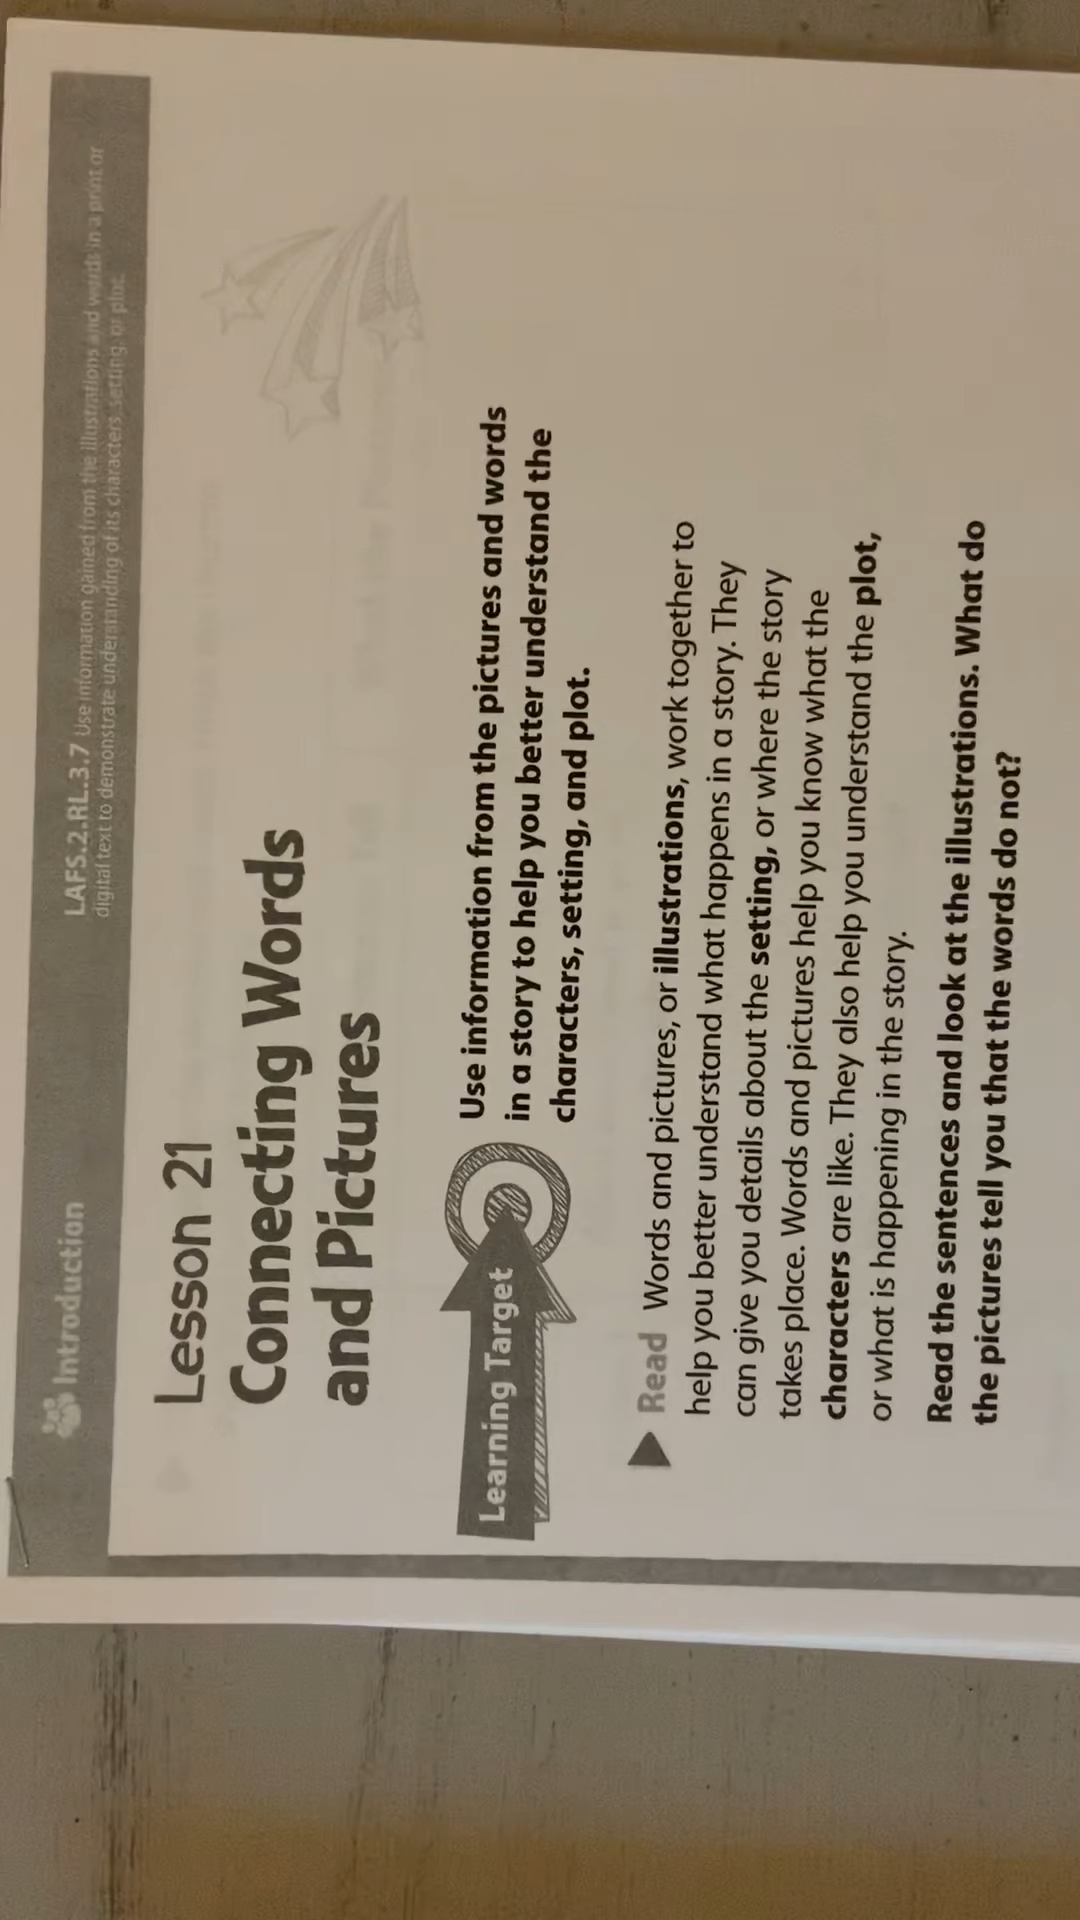 Introduction
LAFS.2.RL.3.7 Use information gained from the illustrations and words in a print or
digital text to demonstrate understanding of its characters, setting, or plot.
Lesson 21
Connecting Words
and Pictures
Learning Target
Use information from the pictures and words
in a story to help you better understand the
characters, setting, and plot.
Read Words and pictures, or illustrations, work together to
help you better understand what happens in a story. They
can give you details about the setting, or where the story
takes place. Words and pictures help you know what the
characters are like. They also help you understand the plot,
or what is happening in the story.
Read the sentences and look at the illustrations. What do
the pictures tell you that the words do not?